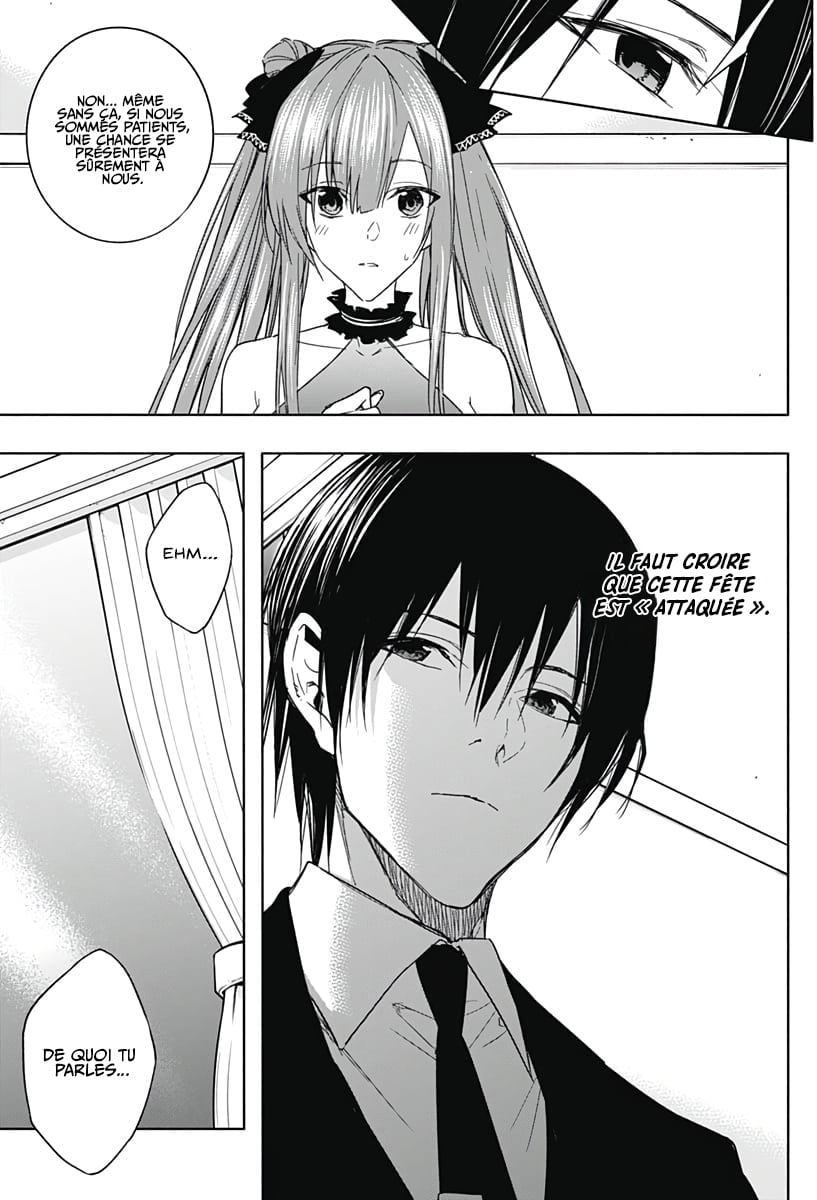 NON... MÊME
SANS ÇA, SI NOUS
SOMMES PATIENTS,
UNE CHANCE SE
PRÉSENTERA
SÛREMENT À
NOUS.
IL FAUT CROIRE
QUE CETTE FÊTE
EST « ATTAQUÉE ».
EHM...
DE QUOI TU
PARLES...